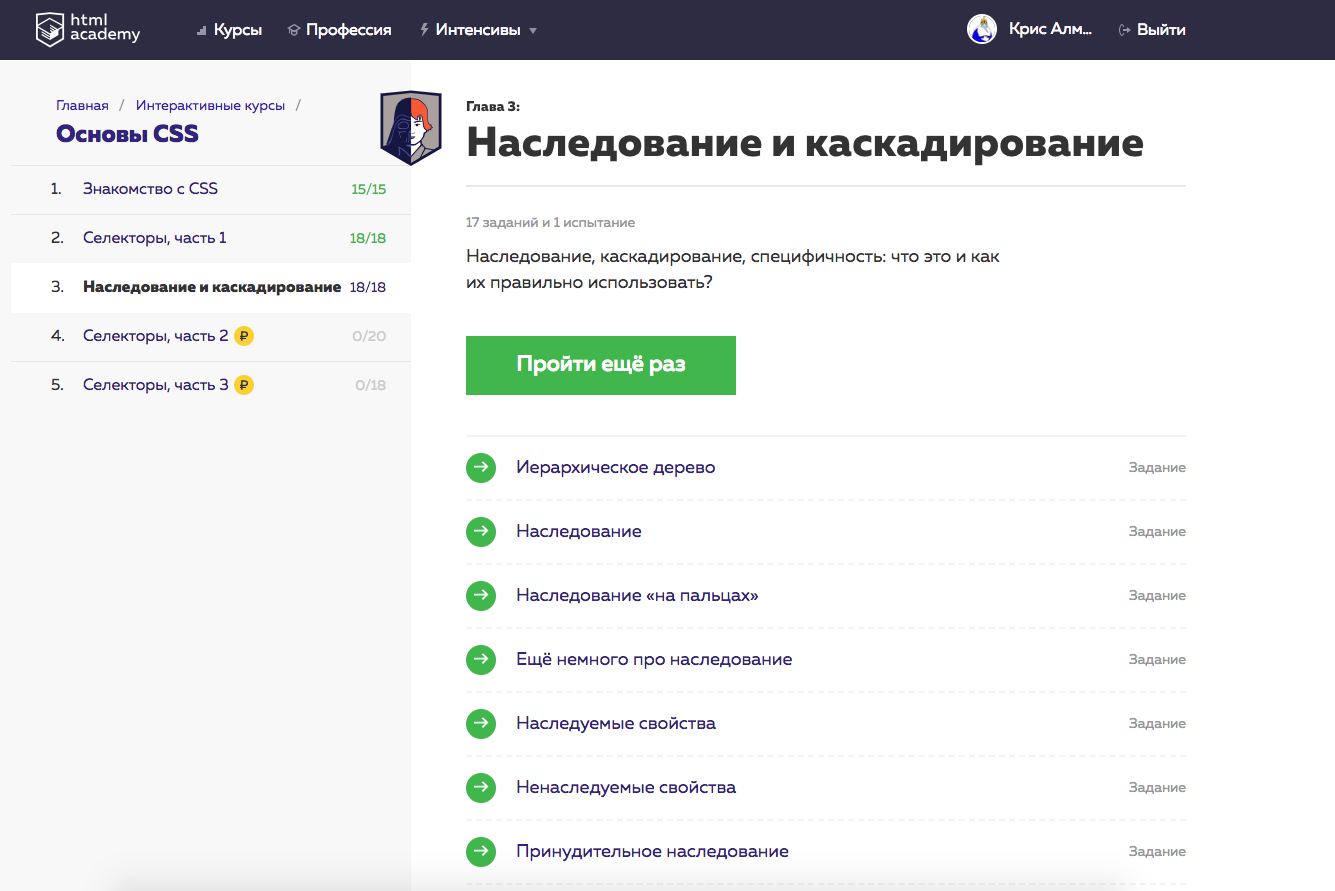 html
academy
Курсы
Профессия
Интенсивы
Крис Алм...
Выйти
Главная / Интерактивные курсы /
Основы CSS
1. Знакомство с CSS 15/15
2. Селекторы, часть 1 18/18
3. Наследование и каскадирование 18/18
4. Селекторы, часть 2 ₽ 0/20
5. Селекторы, часть 3 ₽ 0/18
Глава 3:
Наследование и каскадирование
17 заданий и 1 испытание
Наследование, каскадирование, специфичность: что это и как
их правильно использовать?
Пройти ещё раз
Иерархическое дерево Задание
Наследование Задание
Наследование «на пальцах» Задание
Ещё немного про наследование Задание
Наследуемые свойства Задание
Ненаследуемые свойства Задание
Принудительное наследование Задание